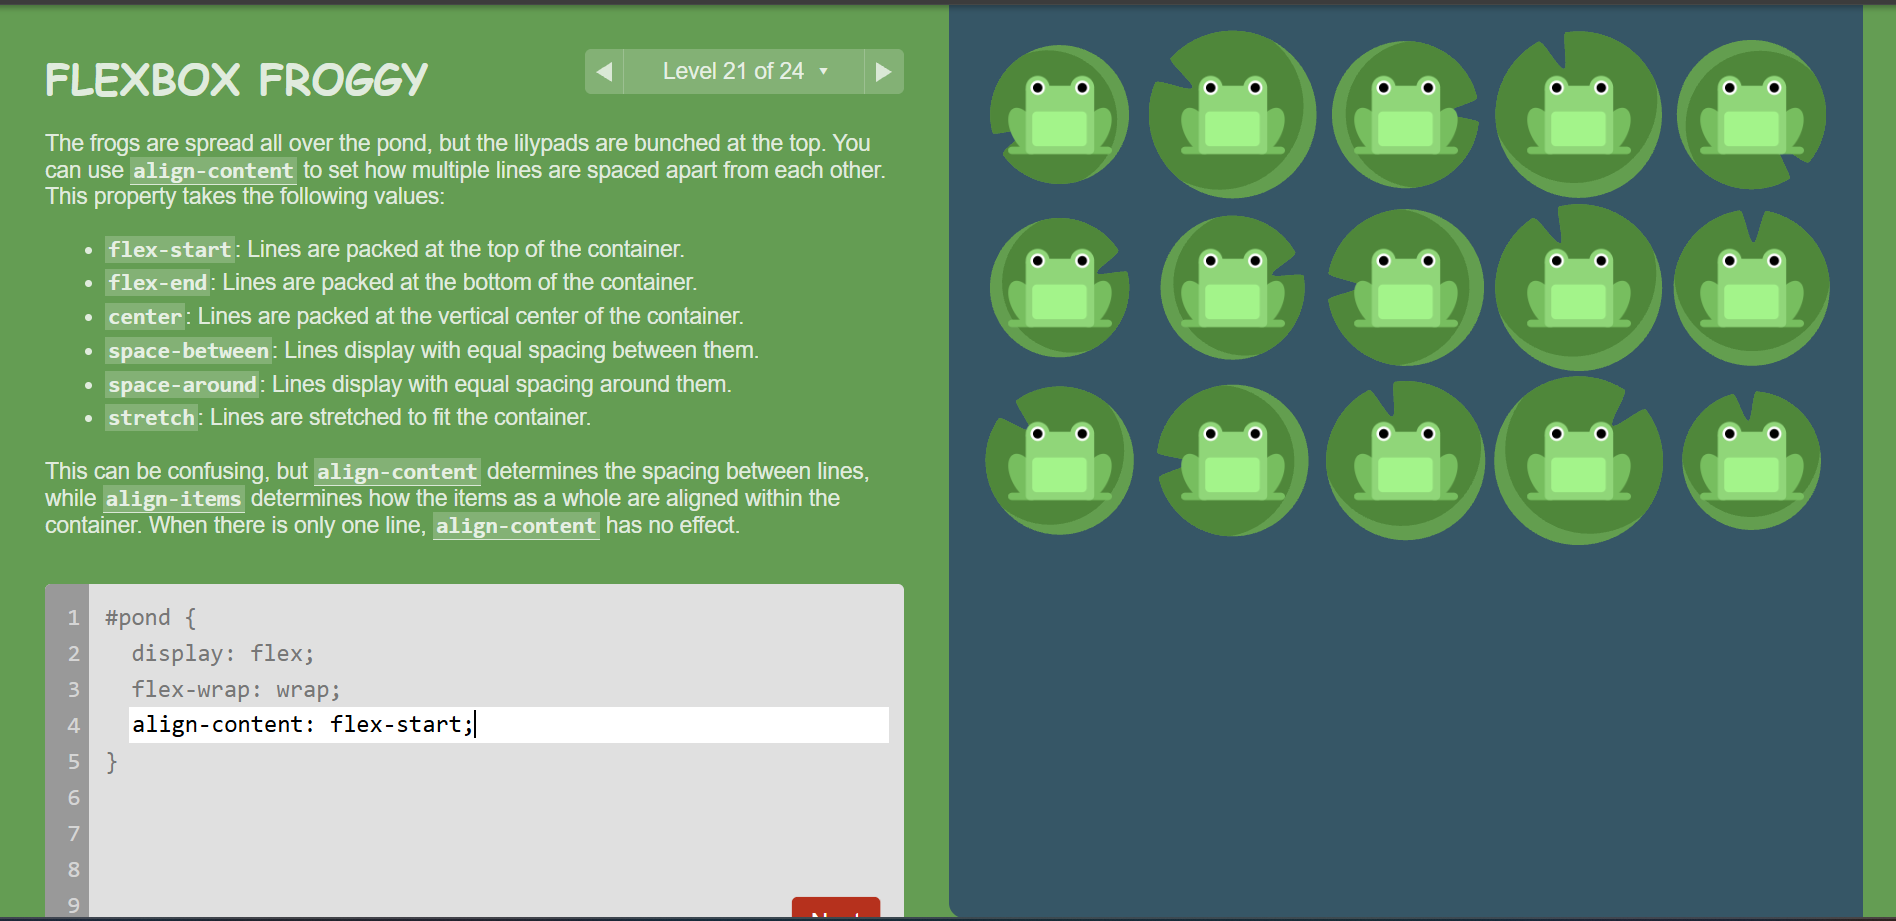 FLEXBOX FROGGY
Level 21 of 24
The frogs are spread all over the pond, but the lilypads are bunched at the top. You
can use align-content to set how multiple lines are spaced apart from each other.
This property takes the following values:
flex-start: Lines are packed at the top of the container.
flex-end: Lines are packed at the bottom of the container.
center: Lines are packed at the vertical center of the container.
space-between: Lines display with equal spacing between them.
space-around: Lines display with equal spacing around them.
stretch: Lines are stretched to fit the container.
This can be confusing, but align-content determines the spacing between lines,
while align-items determines how the items as a whole are aligned within the
container. When there is only one line, align-content has no effect.
1 #pond {
2 display: flex;
3 flex-wrap: wrap;
4 align-content: flex-start;
5 }
6
7
8
9